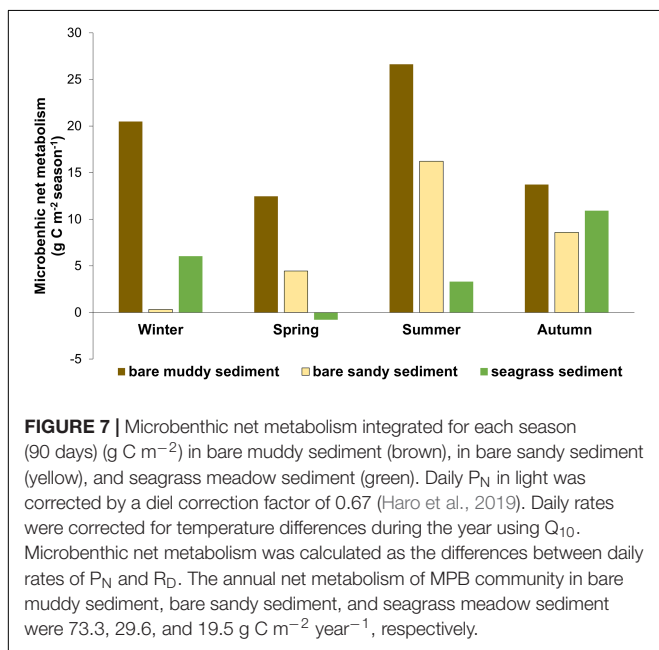 30
25
20
15
10
5
0
-5
Microbenhic net metabolism
(g C m⁻² season⁻¹)
Winter Spring Summer Autumn
bare muddy sediment bare sandy sediment seagrass sediment
FIGURE 7 | Microbenthic net metabolism integrated for each season
(90 days) (g C m⁻²) in bare muddy sediment (brown), in bare sandy sediment
(yellow), and seagrass meadow sediment (green). Daily P_N in light was
corrected by a diel correction factor of 0.67 (Haro et al., 2019). Daily rates
were corrected for temperature differences during the year using Q₁₀.
Microbenthic net metabolism was calculated as the differences between daily
rates of P_N and R_D. The annual net metabolism of MPB community in bare
muddy sediment, bare sandy sediment, and seagrass meadow sediment
were 73.3, 29.6, and 19.5 g C m⁻² year⁻¹, respectively.